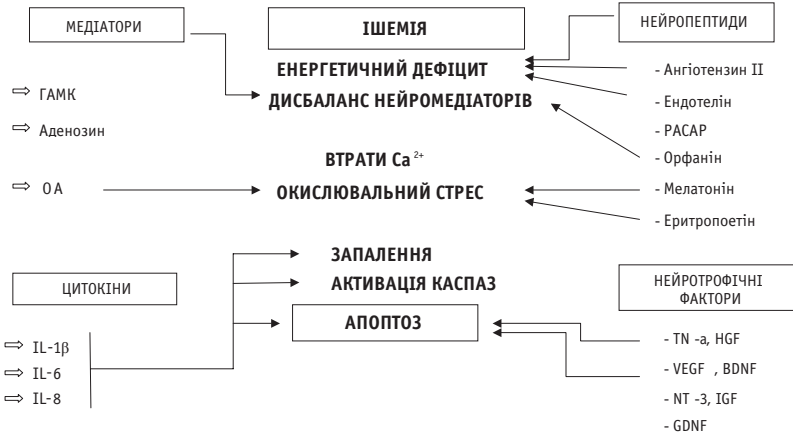 МЕДІАТОРИ
ІШЕМІЯ
НЕЙРОПЕПТИДИ
ЕНЕРГЕТИЧНИЙ ДЕФІЦИТ
- Ангіотензин II
⇨ ГАМК
ДИСБАЛАНС НЕЙРОМЕДІАТОРІВ
- Ендотелін
⇨ Аденозин
- PACAP
ВТРАТИ Ca 2+
- Орфанін
⇨ ОА
ОКИСЛЮВАЛЬНИЙ СТРЕС
- Мелатонін
- Еритропоетін
ЗАПАЛЕННЯ
ЦИТОКІНИ
АКТИВАЦІЯ КАСПАЗ
НЕЙРОТРОФІЧНІ
ФАКТОРИ
АПОПТОЗ
⇨ IL-1β
- TN -a, HGF
⇨ IL-6
- VEGF , BDNF
⇨ IL-8
- NT -3, IGF
- GDNF